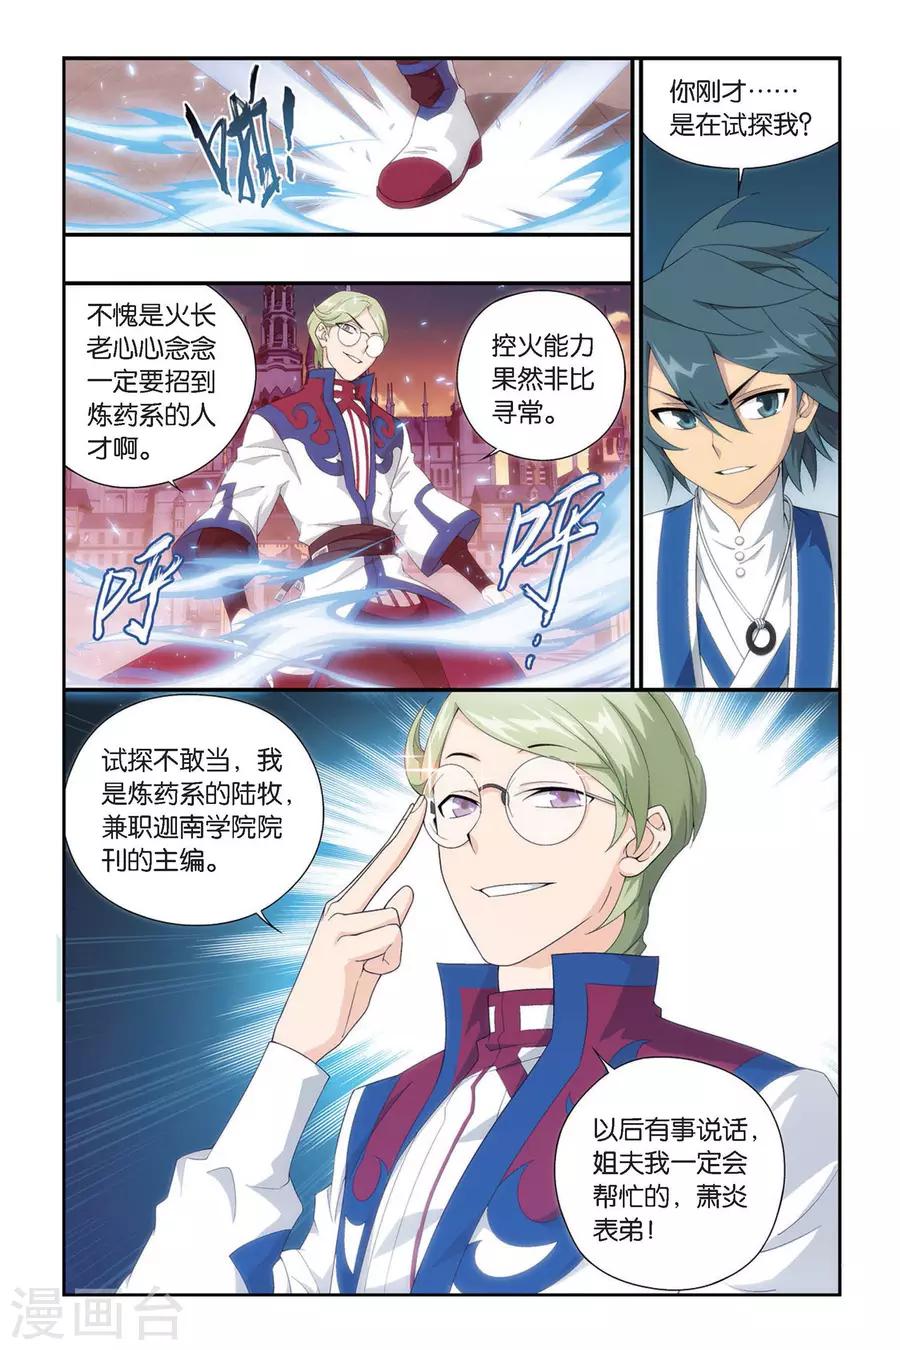 你刚才……
是在试探我?
不愧是火长
老心心念念
一定要招到
炼药系的人
才啊。
控火能力
果然非比
寻常。
呼
呼
试探不敢当，我
是炼药系的陆牧，
兼职迦南学院院
刊的主编。
以后有事说话，
姐夫我一定会
帮忙的，萧炎
表弟!
漫画台